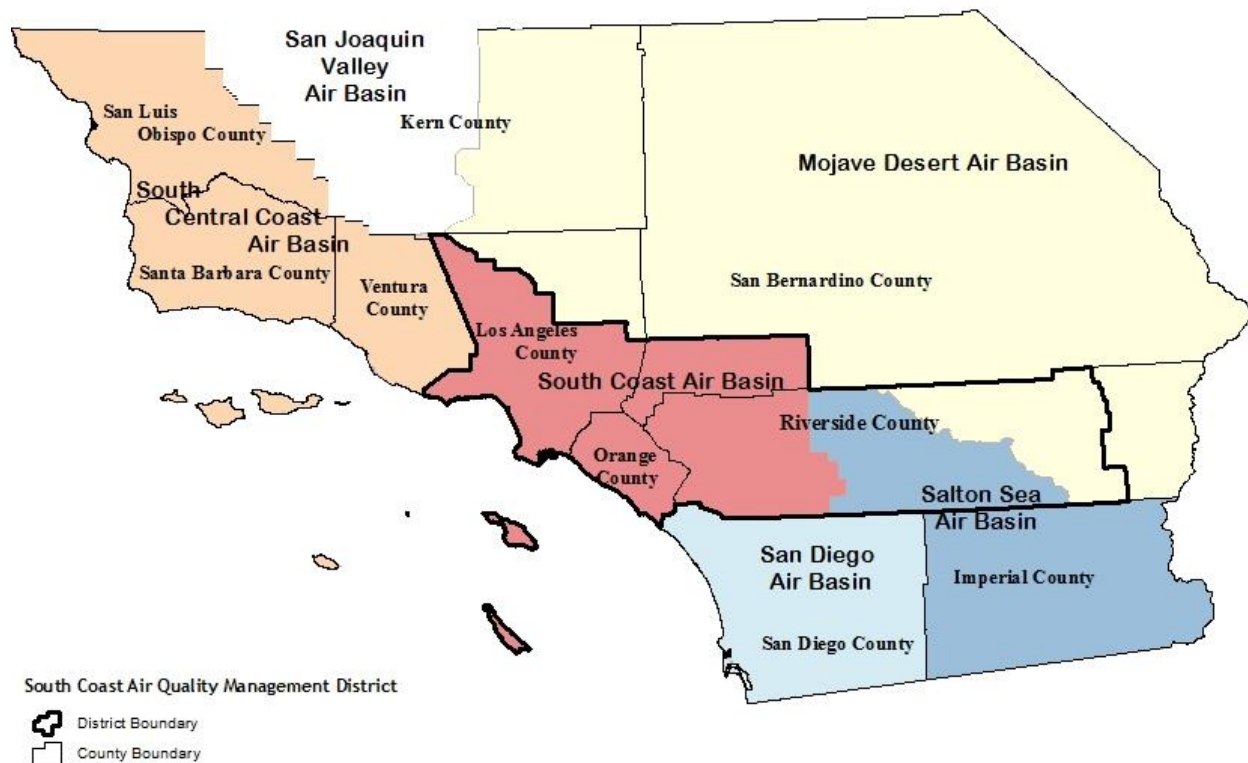 San Joaquin
Valley
Air Basin
Kern County
San Luis
Obispo County
Mojave Desert Air Basin
South
Central Coast
Air Basin
Santa Barbara County
Ventura
County
San Bernardino County
Los Angeles
County
South Coast Air Basin
Riverside County
Orange
County
Salton Sea
Air Basin
San Diego
Air Basin
Imperial County
San Diego County
South Coast Air Quality Management District
District Boundary
County Boundary